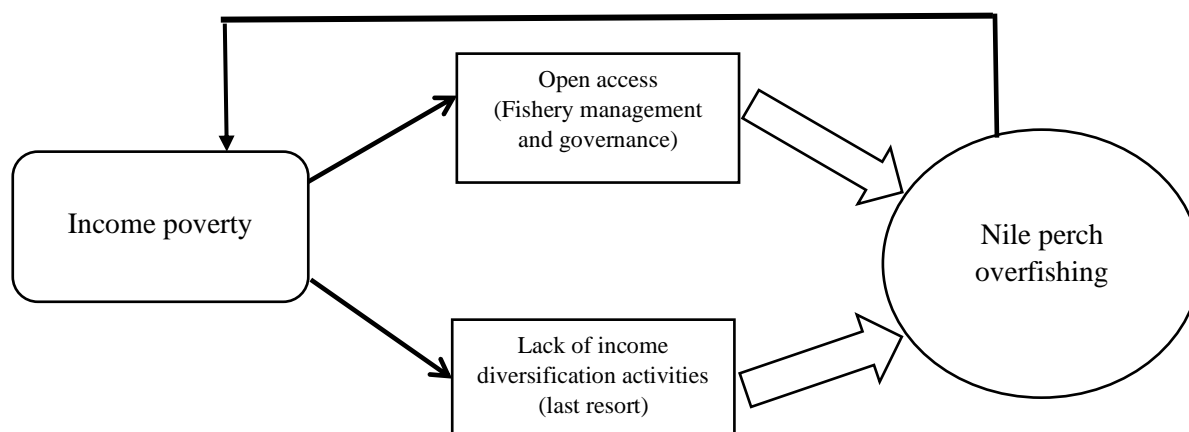 Open access
(Fishery management
and governance)
Income poverty
Nile perch
overfishing
Lack of income
diversification activities
(last resort)